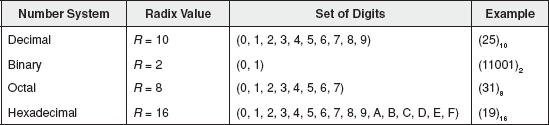 Number System Radix Value Set of Digits Example
Decimal R = 10 (0, 1, 2, 3, 4, 5, 6, 7, 8, 9) (25)₁₀
Binary R = 2 (0, 1) (11001)₂
Octal R = 8 (0, 1, 2, 3, 4, 5, 6, 7) (31)₈
Hexadecimal R = 16 (0, 1, 2, 3, 4, 5, 6, 7, 8, 9, A, B, C, D, E, F) (19)₁₆